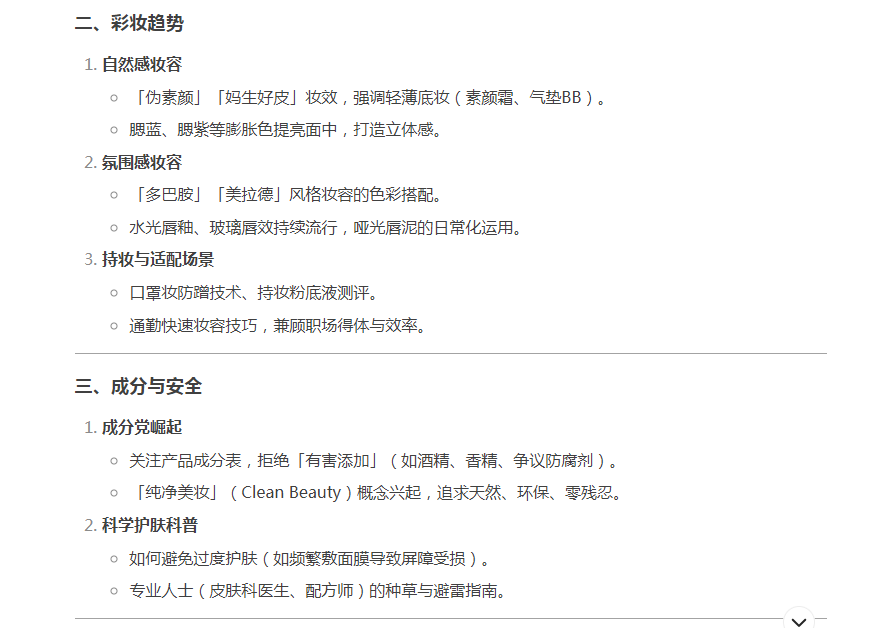 二、彩妆趋势
1. 自然感妆容
「伪素颜」「妈生好皮」妆效，强调轻薄底妆（素颜霜、气垫BB）。
腮蓝、腮紫等膨胀色提亮面中，打造立体感。
2. 氛围感妆容
「多巴胺」「美拉德」风格妆容的色彩搭配。
水光唇釉、玻璃唇效持续流行，哑光唇泥的日常化运用。
3. 持妆与适配场景
口罩妆防蹭技术、持妆粉底液测评。
通勤快速妆容技巧，兼顾职场得体与效率。
三、成分与安全
1. 成分党崛起
关注产品成分表，拒绝「有害添加」（如酒精、香精、争议防腐剂）。
「纯净美妆」（Clean Beauty）概念兴起，追求天然、环保、零残忍。
2. 科学护肤科普
如何避免过度护肤（如频繁敷面膜导致屏障受损）。
专业人士（皮肤科医生、配方师）的种草与避雷指南。